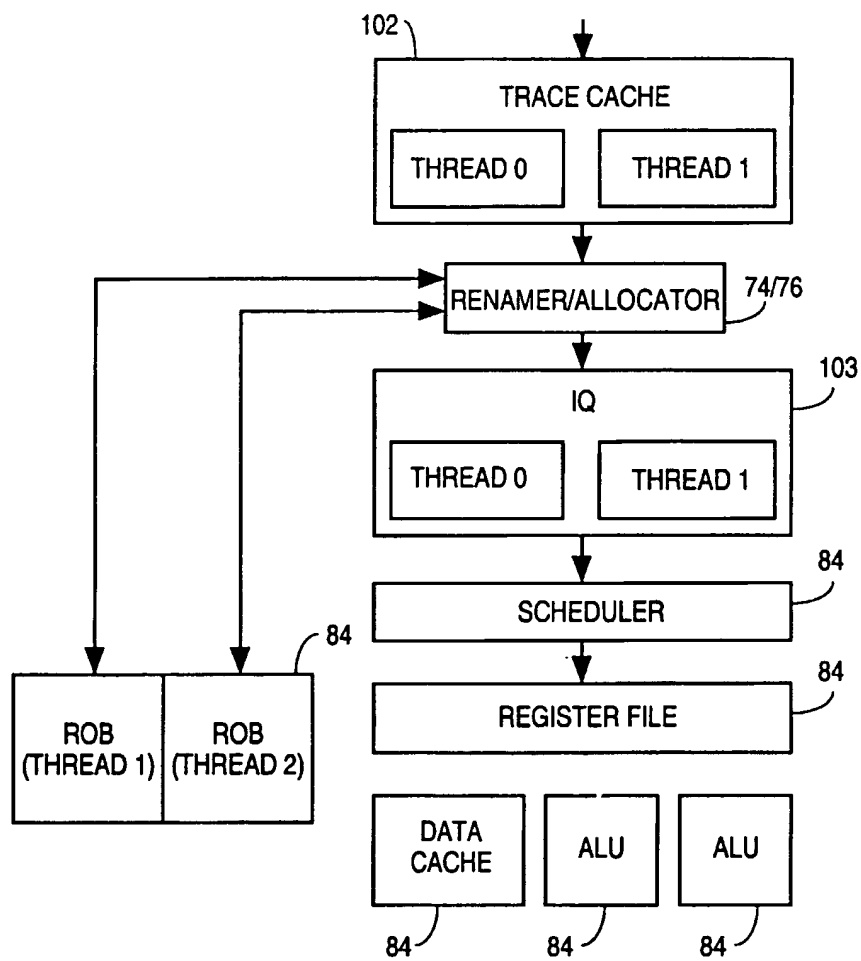 102
TRACE CACHE
THREAD 0
THREAD 1
RENAMER/ALLOCATOR
74/76
103
IQ
THREAD 0
THREAD 1
84
SCHEDULER
84
84
REGISTER FILE
ROB
(THREAD 1)
ROB
(THREAD 2)
DATA
CACHE
ALU
ALU
84
84
84